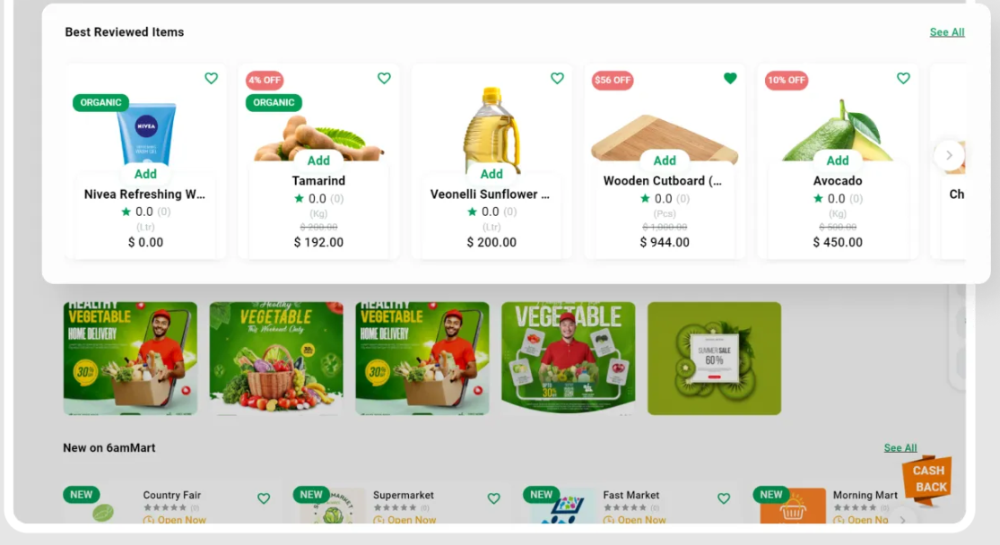 Best Reviewed Items
See All
ORGANIC
NIVEA
Add
Nivea Refreshing W...
0.0 (0)
(Ltr)
$ 0.00
4% OFF
ORGANIC
Add
Tamarind
0.0 (0)
(Kg)
$ 200.00
$ 192.00
Add
Veonelli Sunflower ...
0.0 (0)
(Ltr)
$ 200.00
$56 OFF
Add
Wooden Cutboard (...
0.0 (0)
(Pcs)
$ 1,000.00
$ 944.00
10% OFF
Add
Avocado
0.0 (0)
(Kg)
$ 500.00
$ 450.00
Ch
HEALTHY
VEGETABLE
HOME DELIVERY
30%
Healthy
VEGETABLE
This Weekend Only
30%
HEALTHY
VEGETABLE
HOME DELIVERY
30%
VEGETABLE
UPTO
30%
SUMMER SALE
60%
New on 6amMart
See All
CASH
BACK
NEW
Country Fair
(0)
Open Now
NEW
Supermarket
(0)
Open Now
NEW
Fast Market
(0)
Open Now
NEW
Morning Mart
(0)
Open No